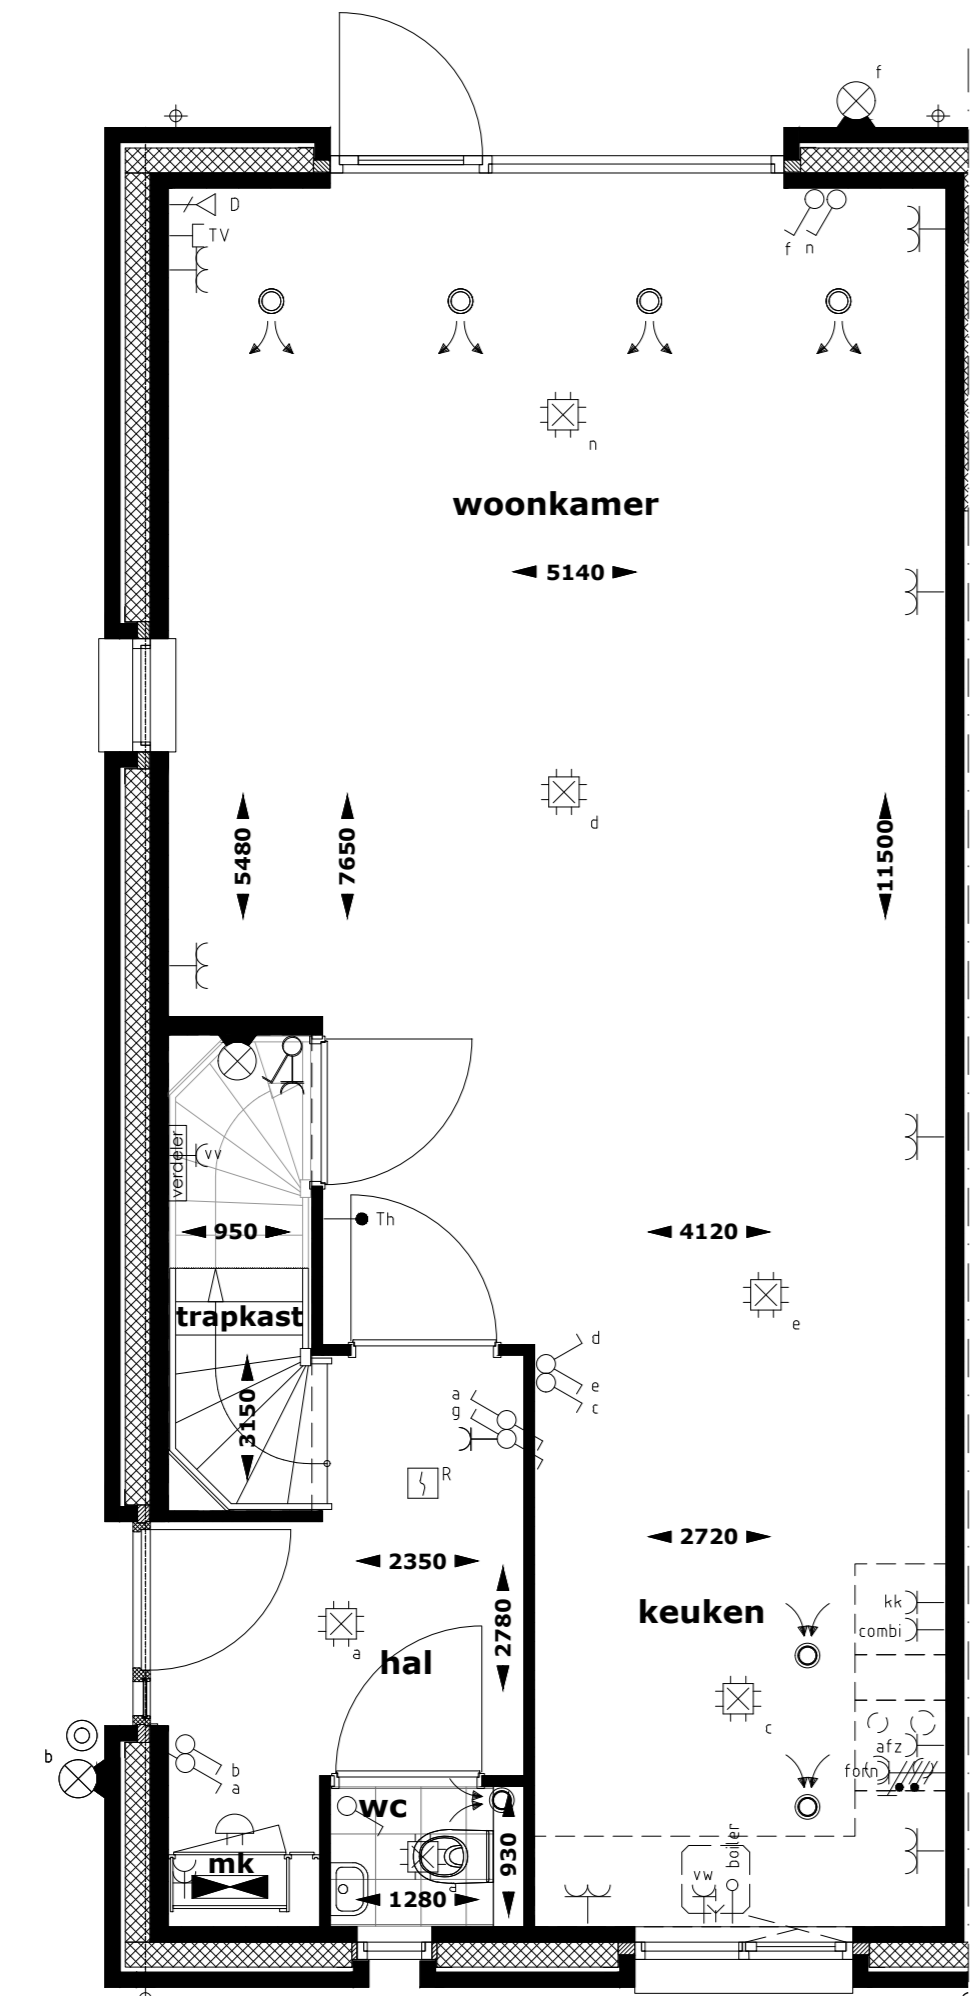 f
D
TV
f n
n
woonkamer
5140
d
5480
7650
11500
verdeler
vv
950
Th
4120
trapkast
e
d
e
c
a
g
3150
R
2350
2720
2780
keuken
kk
combi
a
hal
c
afz
forn
b
b
a
wc
boiler
mk
930
vw
a
1280